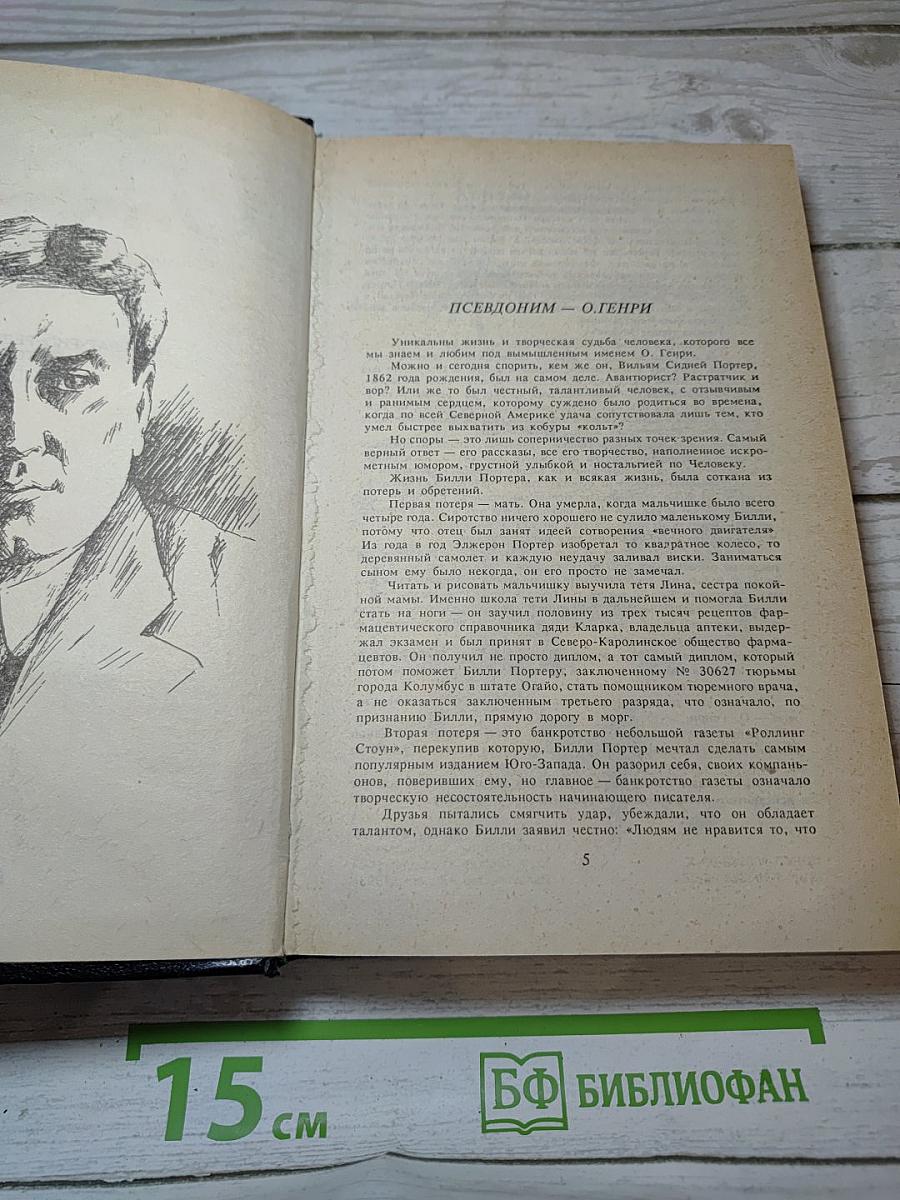 ПСЕВДОНИМ — О.ГЕНРИ
Уникальны жизнь и творческая судьба человека, которого все
мы знаем и любим под вымышленным именем О. Генри.
Можно и сегодня спорить, кем же он, Вильям Сидней Портер,
1862 года рождения, был на самом деле. Авантюрист? Растратчик и
вор? Или же то был честный, талантливый человек, с отзывчивым
и ранимым сердцем, которому суждено было родиться во времена,
когда по всей Северной Америке удача сопутствовала лишь тем, кто
умел быстрее выхватить из кобуры «кольт»?
Но споры — это лишь соперничество разных точек зрения. Самый
верный ответ — его рассказы, все его творчество, наполненное искро-
метным юмором, грустной улыбкой и ностальгией по Человеку.
Жизнь Билли Портера, как и всякая жизнь, была соткана из
потерь и обретений.
Первая потеря — мать. Она умерла, когда мальчишке было всего
четыре года. Сиротство ничего хорошего не сулило маленькому Билли,
потому что отец был занят идеей сотворения «вечного двигателя»
Из года в год Элжерон Портер изобретал то квадратное колесо, то
деревянный самолет и каждую неудачу заливал виски. Заниматься
сыном ему было некогда, он его просто не замечал.
Читать и рисовать мальчишку выучила тетя Лина, сестра покой-
ной мамы. Именно школа тети Лины в дальнейшем и помогла Билли
стать на ноги — он заучил половину из трех тысяч рецептов фар-
мацевтического справочника дяди Кларка, владельца аптеки, выдер-
жал экзамен и был принят в Северо-Каролинское общество фарма-
цевтов. Он получил не просто диплом, а тот самый диплом, который
потом поможет Билли Портеру, заключенному № 30627 тюрьмы
города Колумбус в штате Огайо, стать помощником тюремного врача,
а не оказаться заключенным третьего разряда, что означало, по
признанию Билли, прямую дорогу в морг.
Вторая потеря — это банкротство небольшой газеты «Роллинг
Стоун», перекупив которую, Билли Портер мечтал сделать самым
популярным изданием Юго-Запада. Он разорил себя, своих компань-
онов, поверивших ему, но главное — банкротство газеты означало
творческую несостоятельность начинающего писателя.
Друзья пытались смягчить удар, убеждали, что он обладает
талантом, однако Билли заявил честно: «Людям не нравится то, что
5
15 см
БФ БИБЛИОФАН